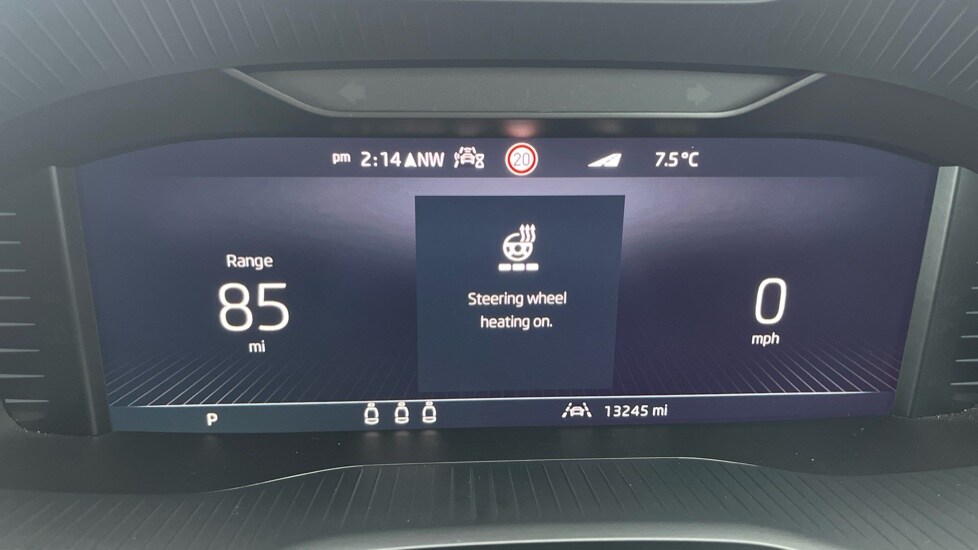 pm 2:14 NW 20 7.5°C
Range
85
mi
Steering wheel
heating on.
0
mph
P 13245 mi